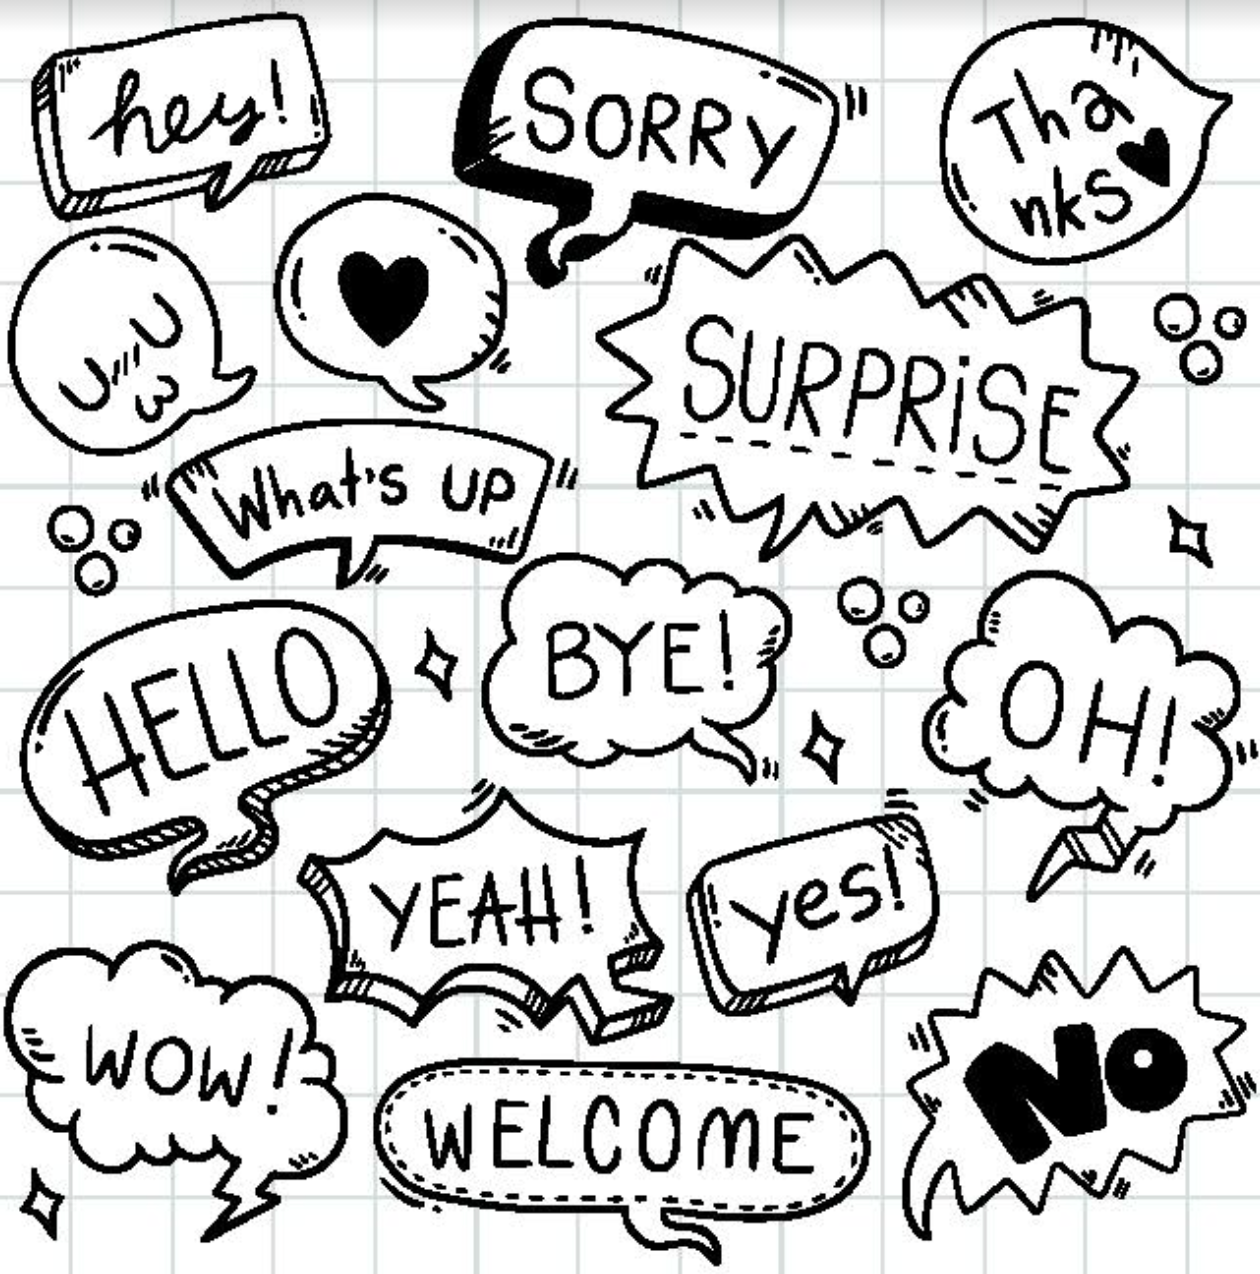 hey!
SORRY
Tha
nkS
U'''U
ω
SURPRiSE
What's UP
HELLO
BYE!
OH!
YEAH!
yes!
WOW!
WELCOME
NO